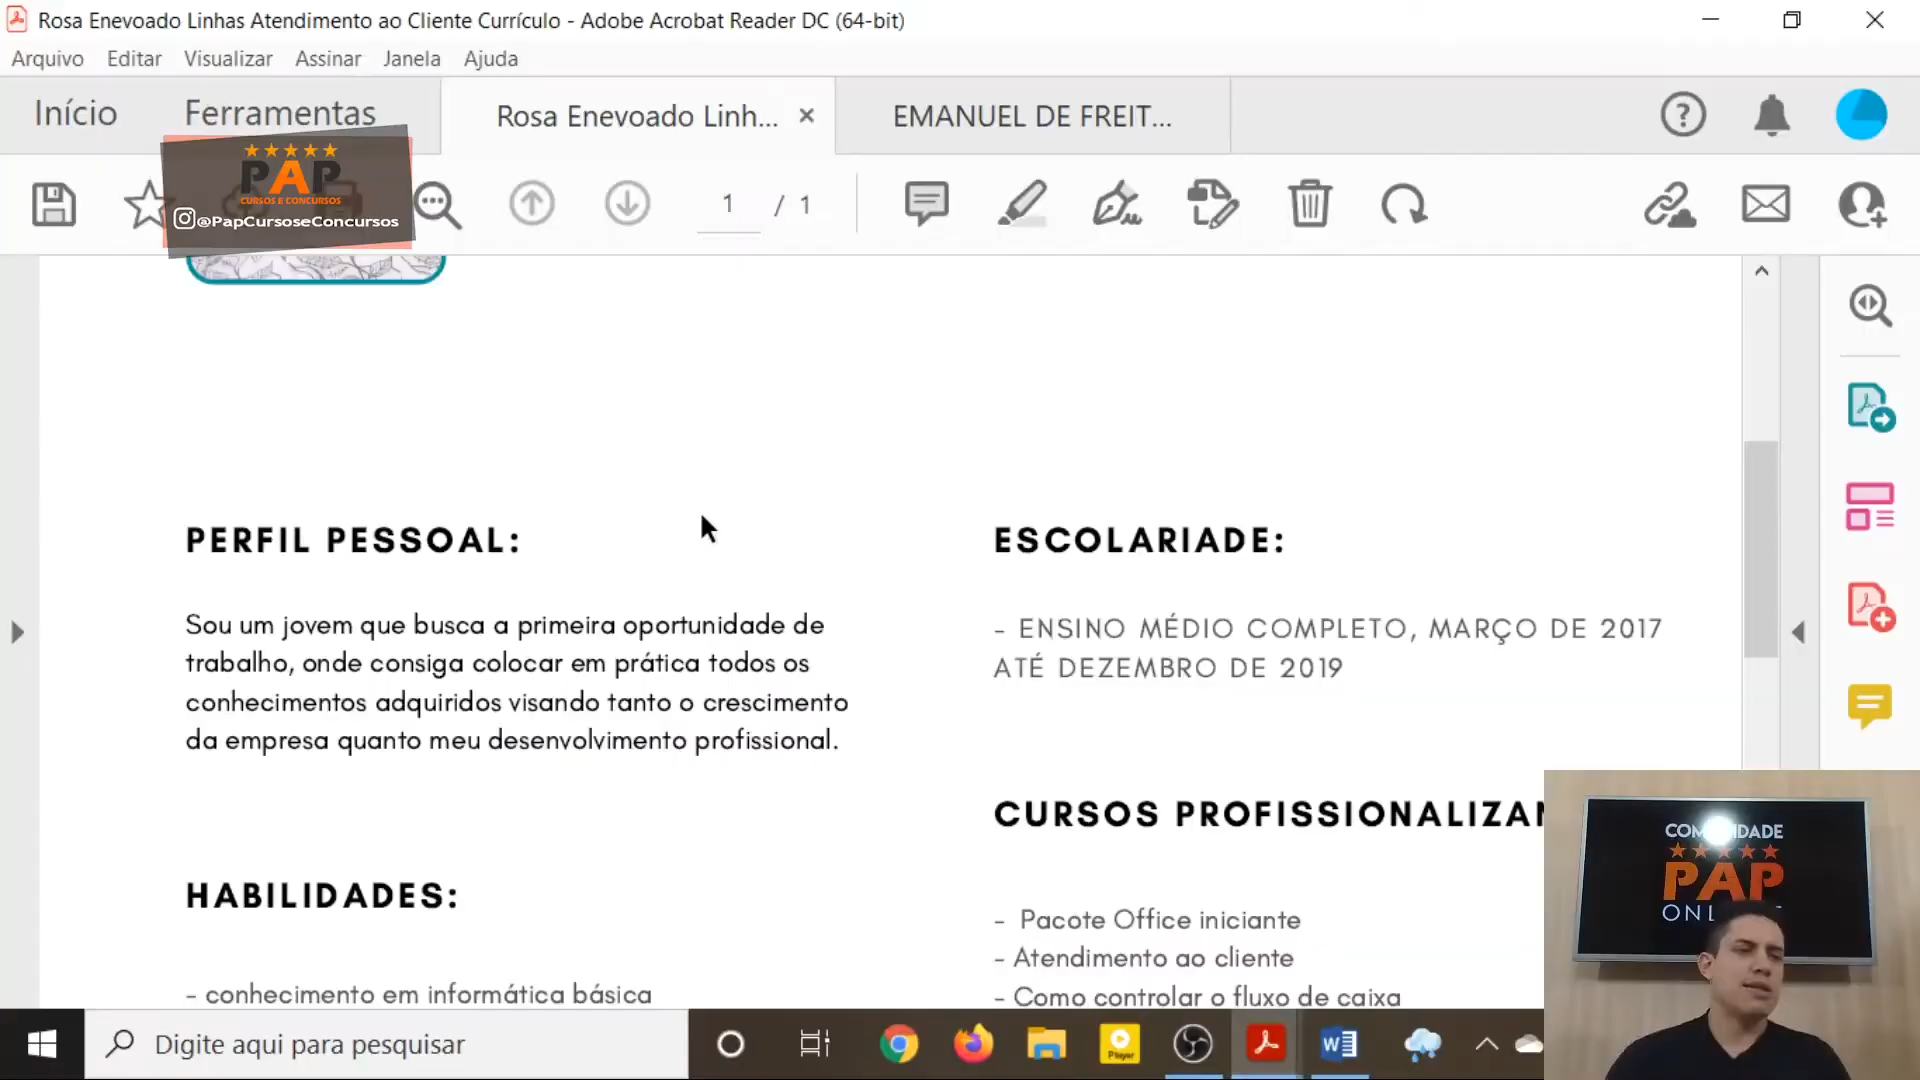 Rosa Enevoado Linhas Atendimento ao Cliente Currículo - Adobe Acrobat Reader DC (64-bit)
Arquivo Editar Visualizar Assinar Janela Ajuda
Início Ferramentas Rosa Enevoado Linh... EMANUEL DE FREIT...
PAP
CURSOS E CONCURSOS
@PapCursoseConcursos
1 / 1
PERFIL PESSOAL:
Sou um jovem que busca a primeira oportunidade de
trabalho, onde consiga colocar em prática todos os
conhecimentos adquiridos visando tanto o crescimento
da empresa quanto meu desenvolvimento profissional.
HABILIDADES:
- conhecimento em informática básica
ESCOLARIADE:
- ENSINO MÉDIO COMPLETO, MARÇO DE 2017
ATÉ DEZEMBRO DE 2019
CURSOS PROFISSIONALIZAN
- Pacote Office iniciante
- Atendimento ao cliente
- Como controlar o fluxo de caixa
PAP
Digite aqui para pesquisar
Player